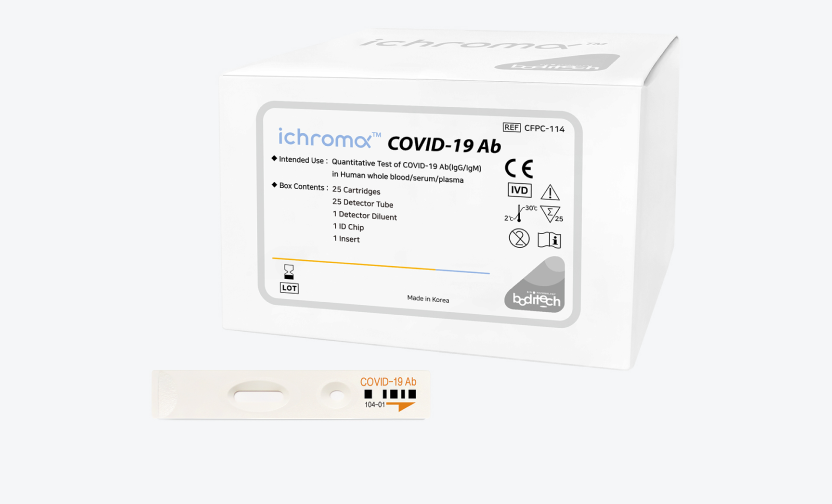 ichroma™
boditech
REF CFPC-114
ichroma™ COVID-19 Ab
◆ Intended Use : Quantitative Test of COVID-19 Ab(IgG/IgM)
in Human whole blood/serum/plasma
◆ Box Contents : 25 Cartridges
25 Detector Tube
1 Detector Diluent
1 ID Chip
1 Insert
CE
IVD
2℃ 30℃
Σ 25
2
i
LOT
Made in Korea
boditech
COVID-19 Ab
104-01